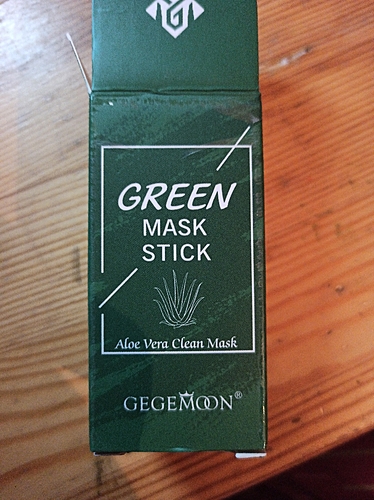 GREEN
MASK
STICK
Aloe Vera Clean Mask
GEGEMOON®